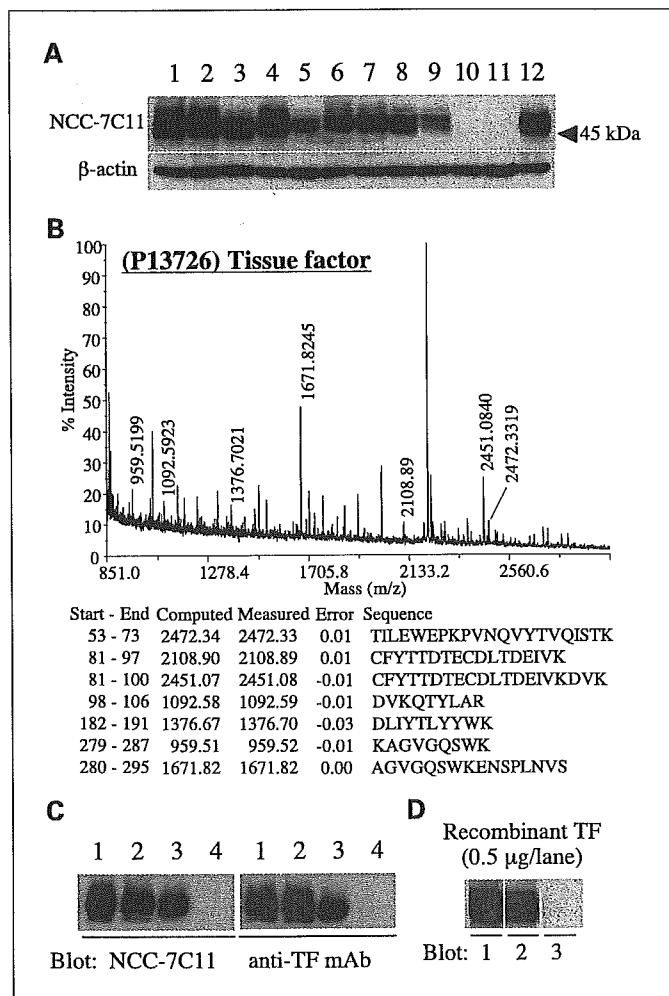 A
1 2 3 4 5 6 7 8 9 10 11 12
NCC-7C11
45 kDa
β-actin
B
(P13726) Tissue factor
% Intensity
100
90
80
70
60
50
40
30
20
10
0
959.5199
1092.5923
1376.7021
1671.8245
2108.89
2451.0840
2472.3319
851.0 1278.4 1705.8 2133.2 2560.6
Mass (m/z)
Start - End Computed Measured Error Sequence
53 - 73 2472.34 2472.33 0.01 TILEWEPKPVNQVYTVQISTK
81 - 97 2108.90 2108.89 0.01 CFYTTDTECDLTDEIVK
81 - 100 2451.07 2451.08 -0.01 CFYTTDTECDLTDEIVKDVK
98 - 106 1092.58 1092.59 -0.01 DVKQTYLAR
182 - 191 1376.67 1376.70 -0.03 DLIYTLYYWK
279 - 287 959.51 959.52 -0.01 KAGVGQSWK
280 - 295 1671.82 1671.82 0.00 AGVGQSWKENSPLNVS
C
1 2 3 4 1 2 3 4
Blot: NCC-7C11 anti-TF mAb
D
Recombinant TF
(0.5 μg/lane)
Blot: 1 2 3